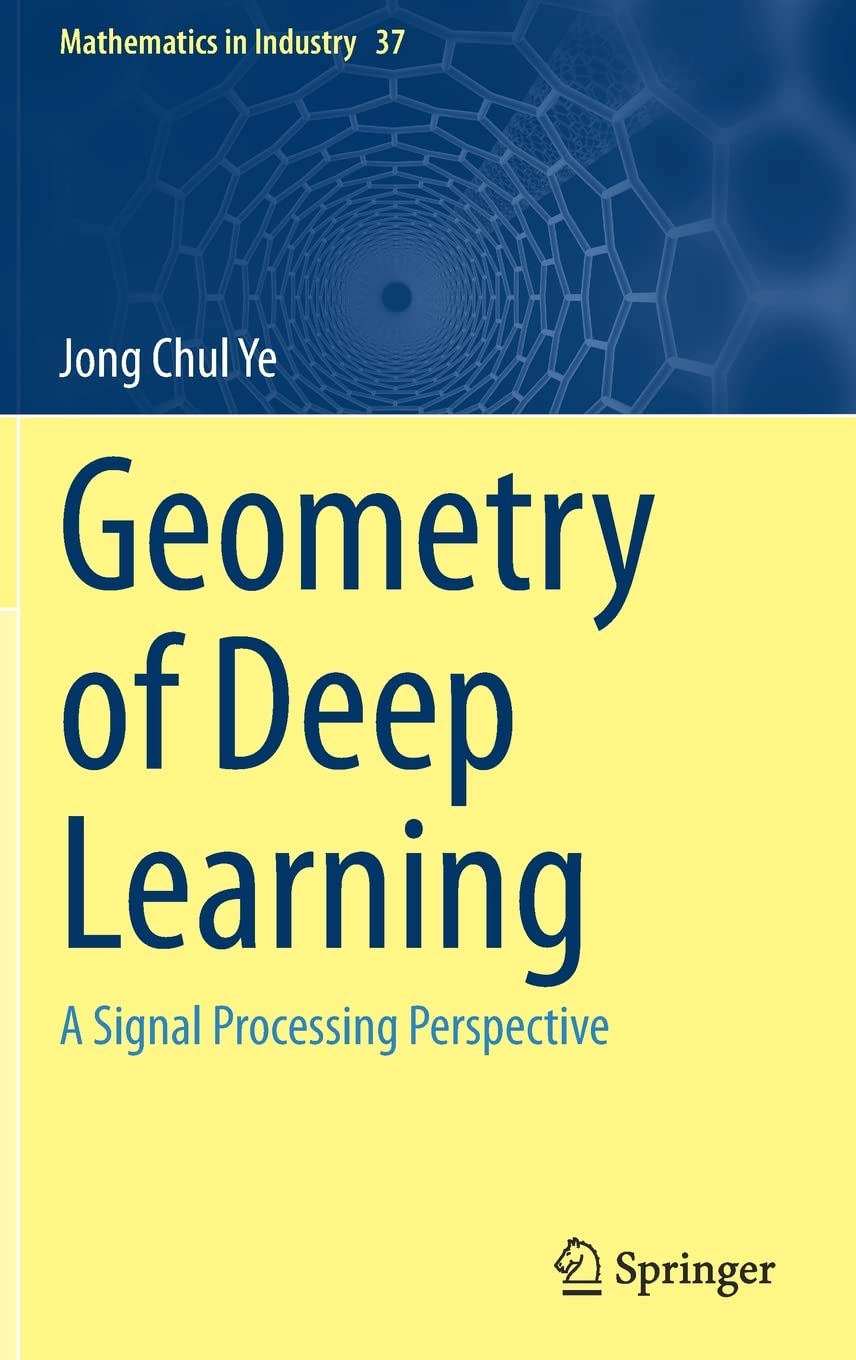 Mathematics in Industry 37
Jong Chul Ye
Geometry
of Deep
Learning
A Signal Processing Perspective
Springer